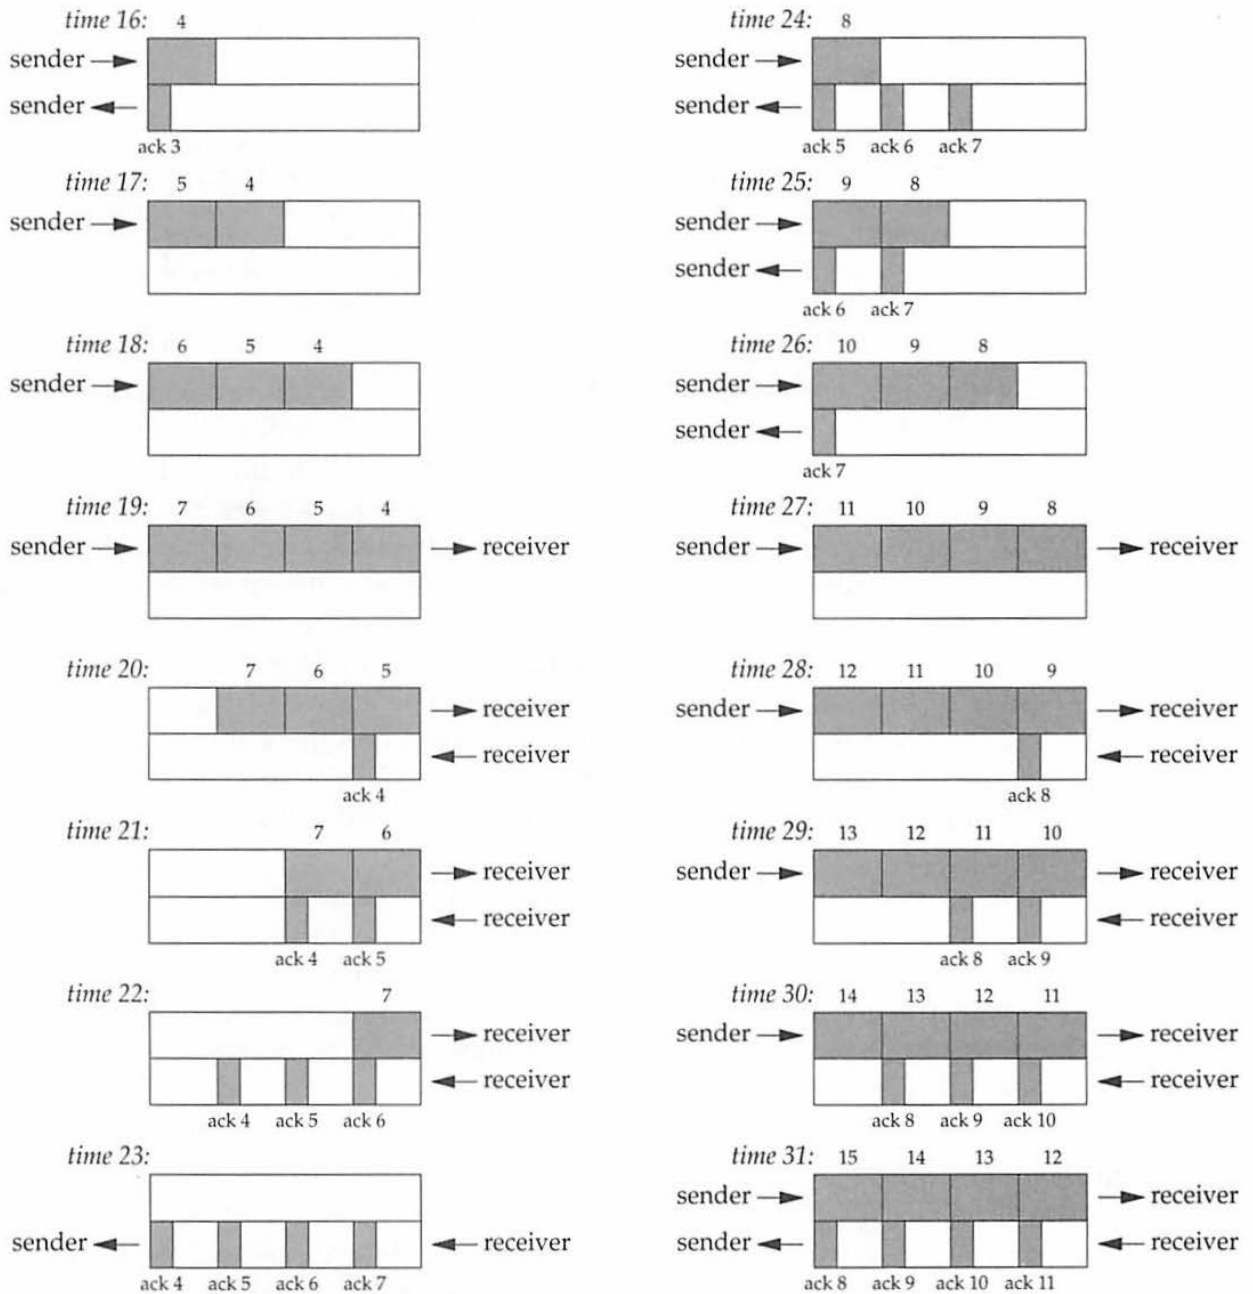 time 16: 4
sender
sender
ack 3
time 17: 5 4
sender
time 18: 6 5 4
sender
time 19: 7 6 5 4
sender receiver
time 20: 7 6 5
receiver
receiver
ack 4
time 21: 7 6
receiver
receiver
ack 4 ack 5
time 22: 7
receiver
receiver
ack 4 ack 5 ack 6
time 23:
sender receiver
ack 4 ack 5 ack 6 ack 7
time 24: 8
sender
sender
ack 5 ack 6 ack 7
time 25: 9 8
sender
sender
ack 6 ack 7
time 26: 10 9 8
sender
sender
ack 7
time 27: 11 10 9 8
sender receiver
time 28: 12 11 10 9
sender receiver
receiver
ack 8
time 29: 13 12 11 10
sender receiver
receiver
ack 8 ack 9
time 30: 14 13 12 11
sender receiver
receiver
ack 8 ack 9 ack 10
time 31: 15 14 13 12
sender receiver
sender receiver
ack 8 ack 9 ack 10 ack 11